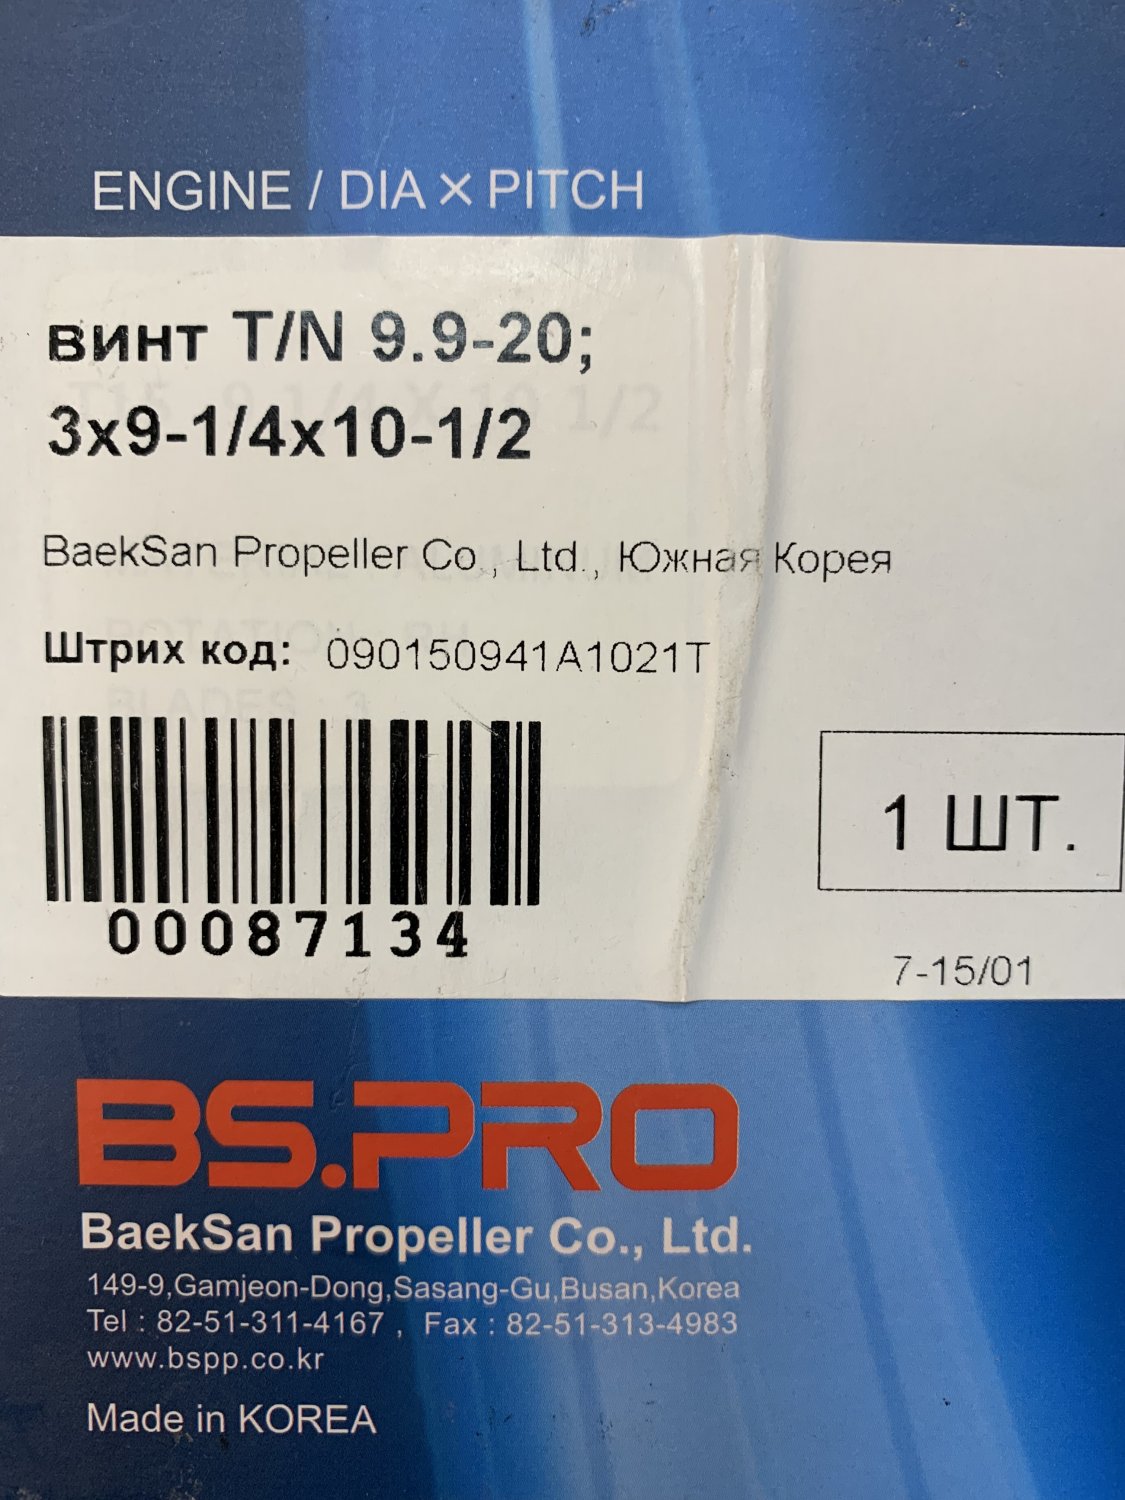 ENGINE / DIA X PITCH
винт T/N 9.9-20;
3x9-1/4x10-1/2
BaekSan Propeller Co., Ltd., Южная Корея
Штрих код: 090150941A1021T
00087134
1 ШТ.
7-15/01
BS.PRO
BaekSan Propeller Co., Ltd.
149-9,Gamjeon-Dong,Sasang-Gu,Busan,Korea
Tel : 82-51-311-4167 , Fax : 82-51-313-4983
www.bspp.co.kr
Made in KOREA